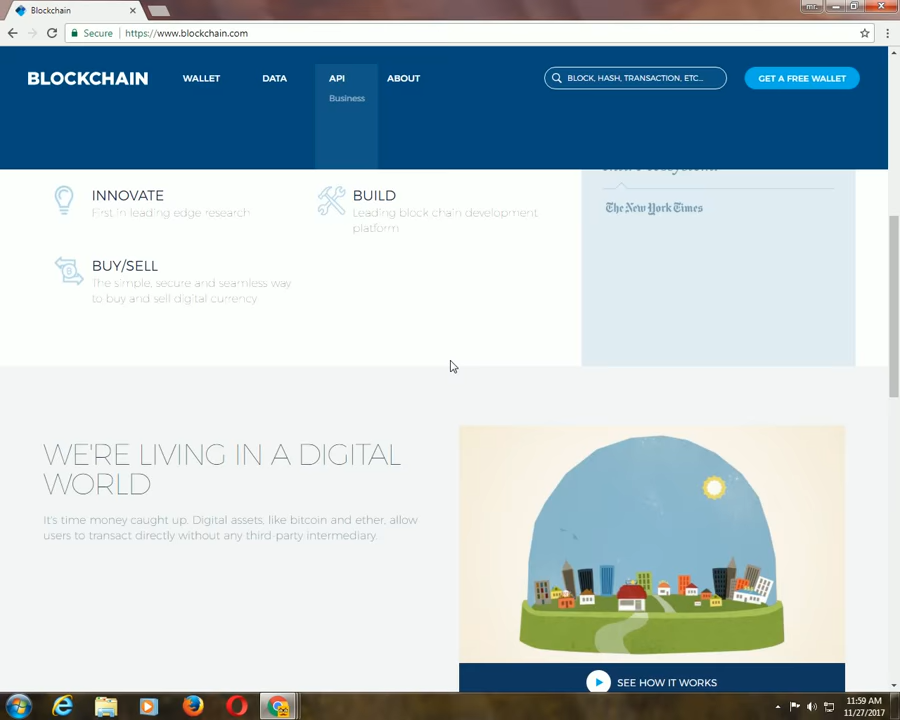 Blockchain
mr.
Secure
https://www.blockchain.com
BLOCKCHAIN
WALLET
DATA
API
ABOUT
BLOCK, HASH, TRANSACTION, ETC...
GET A FREE WALLET
Business
INNOVATE
First in leading edge research
BUILD
Leading block chain development
platform
The New York Times
BUY/SELL
The simple, secure and seamless way
to buy and sell digital currency
WE'RE LIVING IN A DIGITAL
WORLD
It's time money caught up. Digital assets, like bitcoin and ether, allow
users to transact directly without any third-party intermediary.
SEE HOW IT WORKS
11:59 AM
11/27/2017